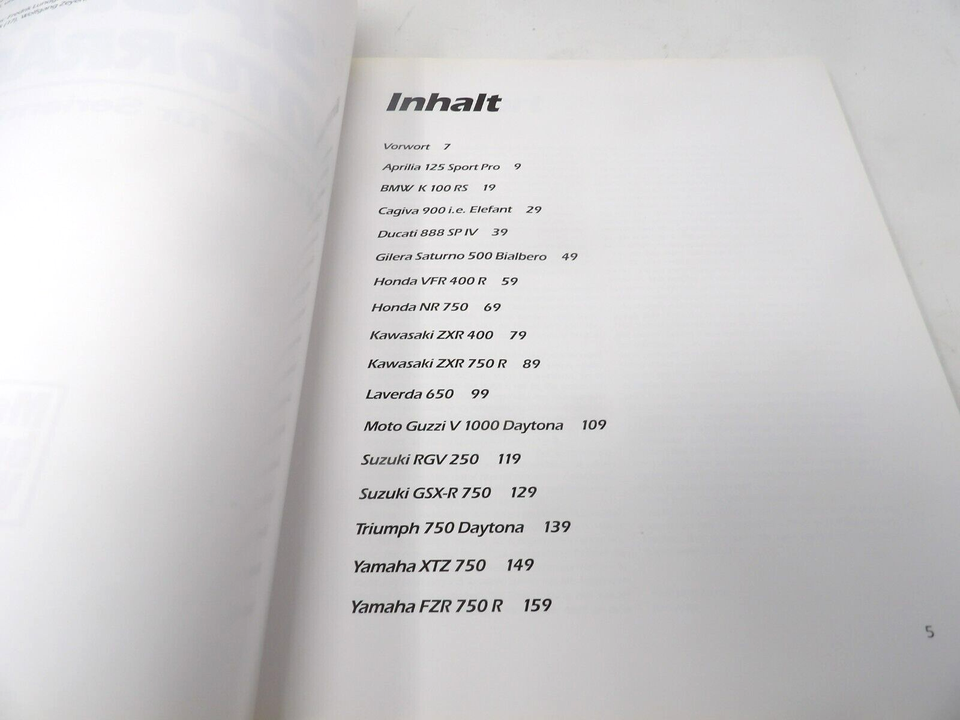 Inhalt
Vorwort 7
Aprilia 125 Sport Pro 9
BMW K 100 RS 19
Cagiva 900 i.e. Elefant 29
Ducati 888 SP IV 39
Gilera Saturno 500 Bialbero 49
Honda VFR 400 R 59
Honda NR 750 69
Kawasaki ZXR 400 79
Kawasaki ZXR 750 R 89
Laverda 650 99
Moto Guzzi V 1000 Daytona 109
Suzuki RGV 250 119
Suzuki GSX-R 750 129
Triumph 750 Daytona 139
Yamaha XTZ 750 149
Yamaha FZR 750 R 159
5